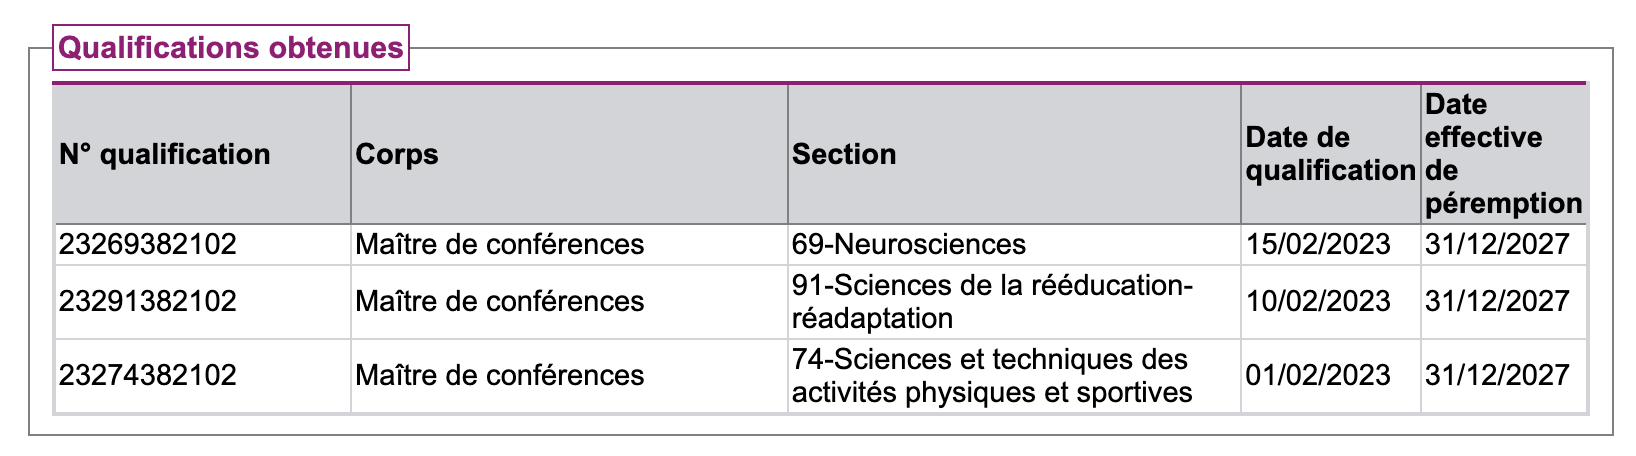 Qualifications obtenues
N° qualification Corps Section Date de qualification Date effective de péremption
23269382102 Maître de conférences 69-Neurosciences 15/02/2023 31/12/2027
23291382102 Maître de conférences 91-Sciences de la rééducation-
réadaptation 10/02/2023 31/12/2027
23274382102 Maître de conférences 74-Sciences et techniques des
activités physiques et sportives 01/02/2023 31/12/2027